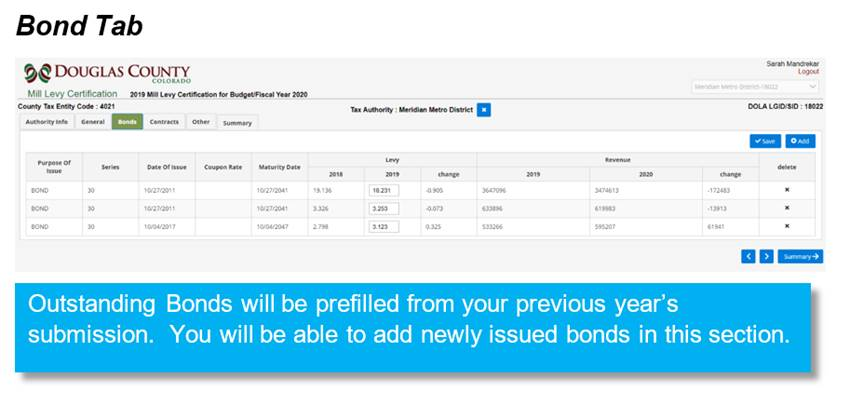 Bond Tab
Sarah Mandrekar
Logout
DOUGLAS COUNTY
COLORADO
Meridian Metro District-18022
Mill Levy Certification 2019 Mill Levy Certification for Budget/Fiscal Year 2020
County Tax Entity Code : 4021 Tax Authority : Meridian Metro District DOLA LGID/SID : 18022
Authority Info General Bonds Contracts Other Summary
Save Add
Purpose Of Issue Series Date Of Issue Coupon Rate Maturity Date Levy Revenue delete
2018 2019 change 2019 2020 change
BOND 30 10/27/2011 10/27/2041 19.136 18.231 -0.905 3647096 3474613 -172483
BOND 30 10/27/2011 10/27/2041 3.326 3.253 -0.073 633896 619983 -13913
BOND 30 10/04/2017 10/04/2047 2.798 3.123 0.325 533266 595207 61941
Summary
Outstanding Bonds will be prefilled from your previous year's
submission. You will be able to add newly issued bonds in this section.